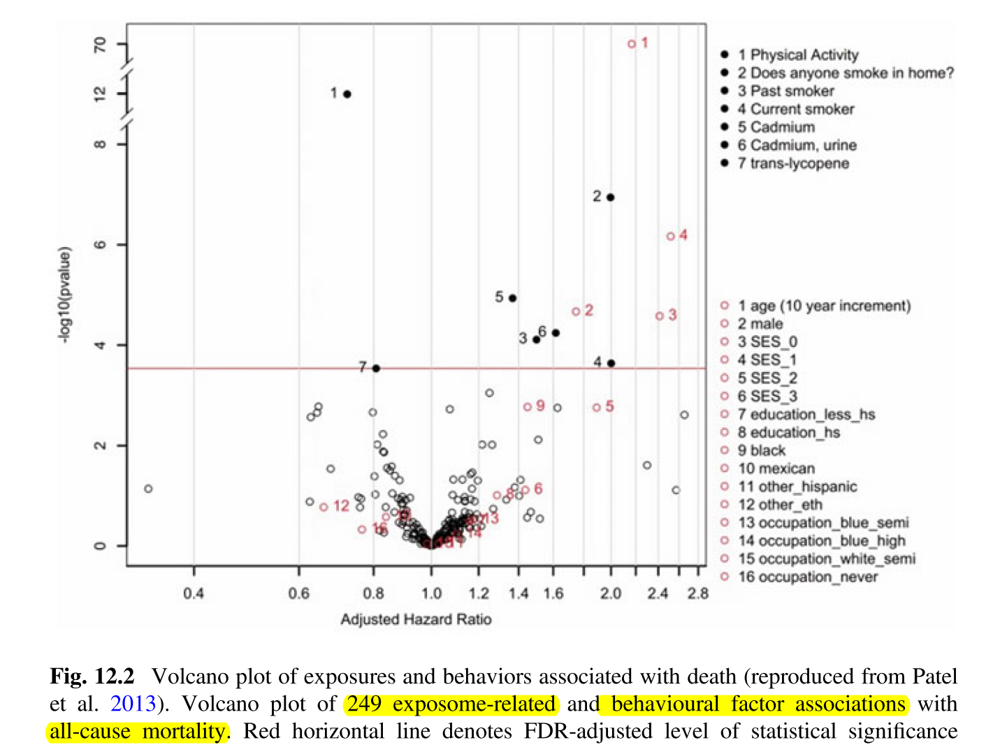 70
12
8
6
4
2
0
-log10(pvalue)
1
1
2
4
5
2
3
3
6
7
4
9
5
6
8
12
13
16
14
0.4 0.6 0.8 1.0 1.2 1.4 1.6 2.0 2.4 2.8
Adjusted Hazard Ratio
1 Physical Activity
2 Does anyone smoke in home?
3 Past smoker
4 Current smoker
5 Cadmium
6 Cadmium, urine
7 trans-lycopene
1 age (10 year increment)
2 male
3 SES_0
4 SES_1
5 SES_2
6 SES_3
7 education_less_hs
8 education_hs
9 black
10 mexican
11 other_hispanic
12 other_eth
13 occupation_blue_semi
14 occupation_blue_high
15 occupation_white_semi
16 occupation_never
Fig. 12.2 Volcano plot of exposures and behaviors associated with death (reproduced from Patel
et al. 2013). Volcano plot of 249 exposome-related and behavioural factor associations with
all-cause mortality. Red horizontal line denotes FDR-adjusted level of statistical significance